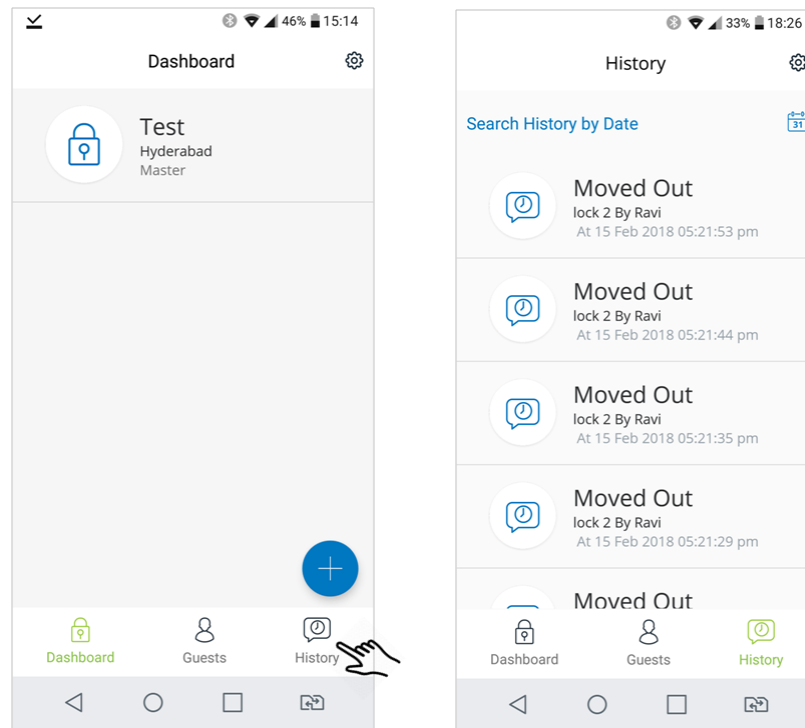 46% 15:14
Dashboard
Test
Hyderabad
Master
Dashboard
Guests
History
33% 18:26
History
Search History by Date
31
Moved Out
lock 2 By Ravi
At 15 Feb 2018 05:21:53 pm
Moved Out
lock 2 By Ravi
At 15 Feb 2018 05:21:44 pm
Moved Out
lock 2 By Ravi
At 15 Feb 2018 05:21:35 pm
Moved Out
lock 2 By Ravi
At 15 Feb 2018 05:21:29 pm
Moved Out
Dashboard
Guests
History